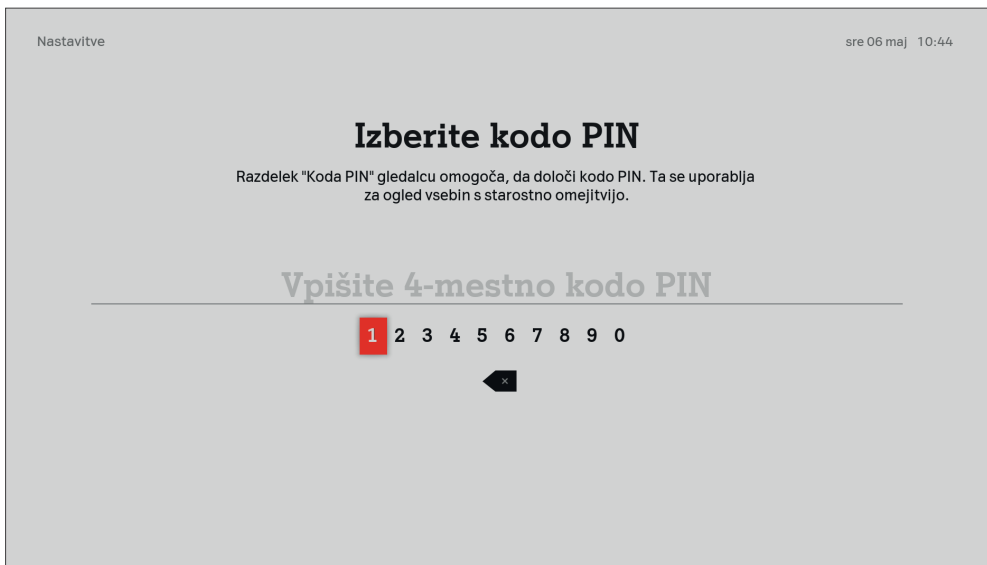 Nastavitve
sre 06 maj 10:44
Izberite kodo PIN
Razdelek "Koda PIN" gledalcu omogoča, da določi kodo PIN. Ta se uporablja
za ogled vsebin s starostno omejitvijo.
Vpišite 4-mestno kodo PIN
1 2 3 4 5 6 7 8 9 0
×